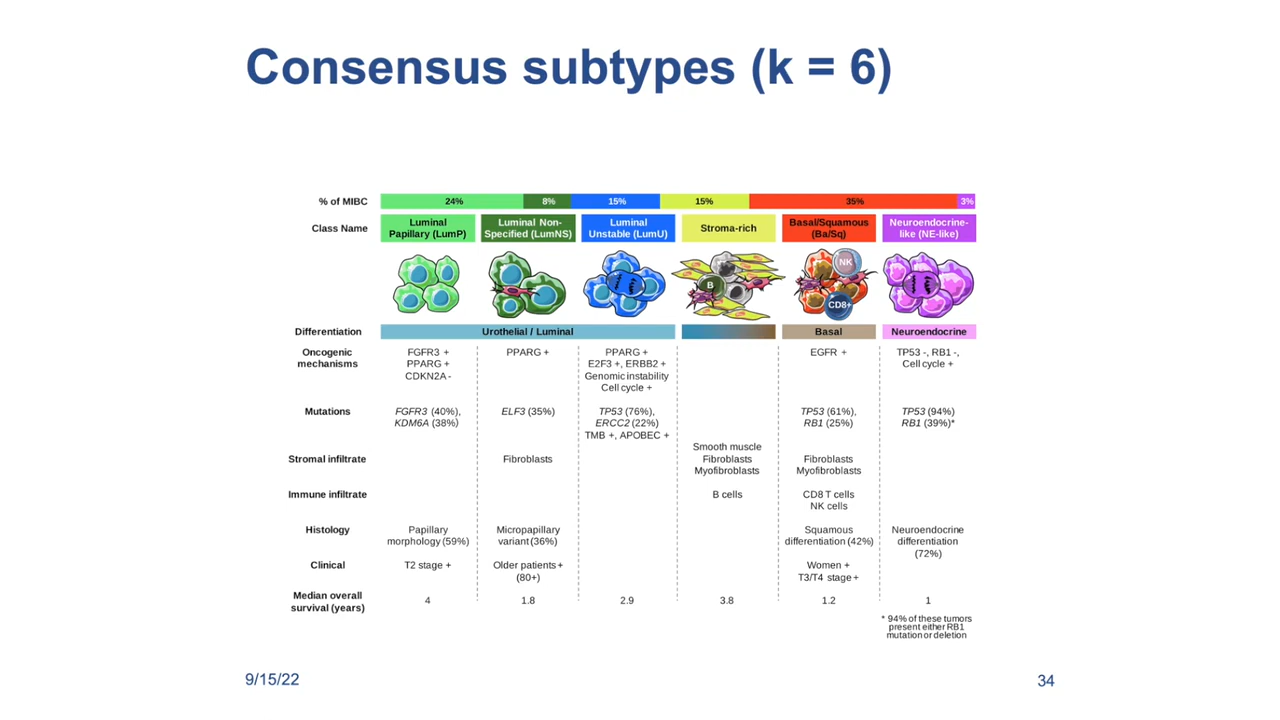 Consensus subtypes (k = 6)
% of MIBC 24% 8% 15% 15% 35% 3%
Class Name
Luminal
Papillary (LumP)
Luminal Non-
Specified (LumNS)
Luminal
Unstable (LumU)
Stroma-rich
Basal/Squamous
(Ba/Sq)
Neuroendocrine-
like (NE-like)
B
NK
CD8+
Differentiation Urothelial / Luminal Basal Neuroendocrine
Oncogenic
mechanisms
FGFR3 +
PPARG +
CDKN2A -
PPARG +
PPARG +
E2F3 +, ERBB2 +
Genomic instability
Cell cycle +
EGFR +
TP53 -, RB1 -,
Cell cycle +
Mutations
FGFR3 (40%),
KDM6A (38%)
ELF3 (35%)
TP53 (76%),
ERCC2 (22%)
TMB +, APOBEC +
TP53 (61%),
RB1 (25%)
TP53 (94%)
RB1 (39%)*
Stromal infiltrate
Fibroblasts
Smooth muscle
Fibroblasts
Myofibroblasts
Fibroblasts
Myofibroblasts
Immune infiltrate
B cells
CD8 T cells
NK cells
Histology
Papillary
morphology (59%)
Micropapillary
variant (36%)
Squamous
differentiation (42%)
Neuroendocrine
differentiation
(72%)
Clinical
T2 stage +
Older patients +
(80+)
Women +
T3/T4 stage +
Median overall
survival (years)
4 1.8 2.9 3.8 1.2 1
* 94% of these tumors
present either RB1
mutation or deletion
9/15/22
34